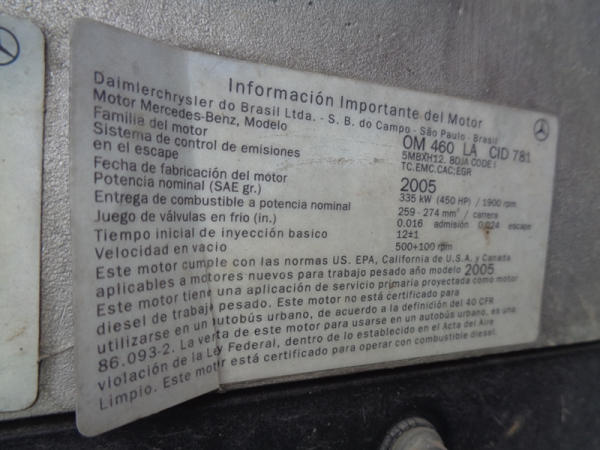 Información Importante del Motor
Daimlerchrysler do Brasil Ltda. - S. B. do Campo - São Paulo - Brasil
Motor Mercedes-Benz, Modelo OM 460 LA CID 781
Familia del motor 5MBXH12. 8DJA CODE I
Sistema de control de emisiones en el escape TC.EMC,CAC;EGR
Fecha de fabricación del motor 2005
Potencia nominal (SAE gr.) 335 kW (450 HP) / 1900 rpm
Entrega de combustible a potencia nominal 259 - 274 mm³ / carrera
Juego de válvulas en frio (in.) 0.016 admisión 0.024 escape
Tiempo inicial de inyección basico 12±1
Velocidad en vacio 500+100 rpm
Este motor cumple con las normas US. EPA, California de U.S.A. y Canada
aplicables a motores nuevos para trabajo pesado año modelo 2005
Este motor tiene una aplicación de servicio primaria proyectada como motor
diesel de trabajo pesado. Este motor no está certificado para
utilizarse en un autobús urbano, de acuerdo a la definición del 40 CFR
86.093-2. La verta de este motor para usarse en un autobús urbano, es una
violación de la Ley Federal, dentro de lo establecido en el Acta del Aire
Limpio. Este motor está certificado para operar con combustible diesel.